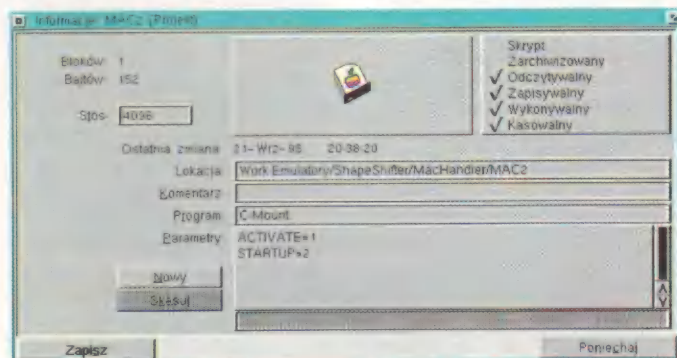 Informacje: MAC2 (Projekt)
Bloków: 1
Bajtów: 152
Stos: 4096
Skrypt
Zarchiwizowany
Odczytywalny
Zapisywalny
Wykonywalny
Kasowalny
Ostatnia zmiana: 21-Wrz-95 20:38:20
Lokacja Work:Emulatory/ShapeShifter/MacHandler/MAC2
Komentarz
Program C:Mount
Parametry ACTIVATE=1
STARTUP=2
Nowy
Skasuj
Zapisz
Poniechaj